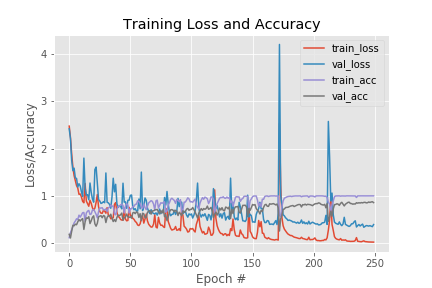 Training Loss and Accuracy
4
3
2
1
0
Loss/Accuracy
train_loss
val_loss
train_acc
val_acc
0 50 100 150 200 250
Epoch #